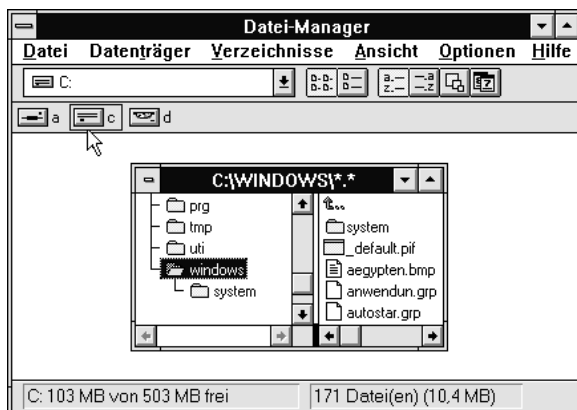 Datei-Manager
Datei Datenträger Verzeichnisse Ansicht Optionen Hilfe
C:
a c d
C:\WINDOWS\*.*
prg
tmp
uti
windows
system
system
_default.pif
aegypten.bmp
anwendun.grp
autostar.grp
C: 103 MB von 503 MB frei
171 Datei(en) (10,4 MB)